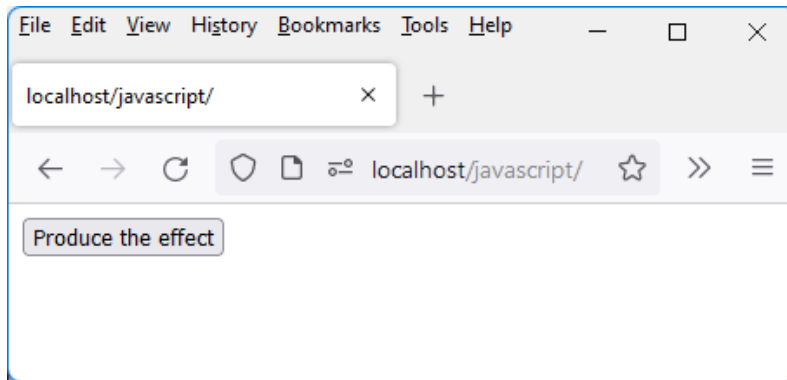 File Edit View History Bookmarks Tools Help
localhost/javascript/
localhost/javascript/
Produce the effect